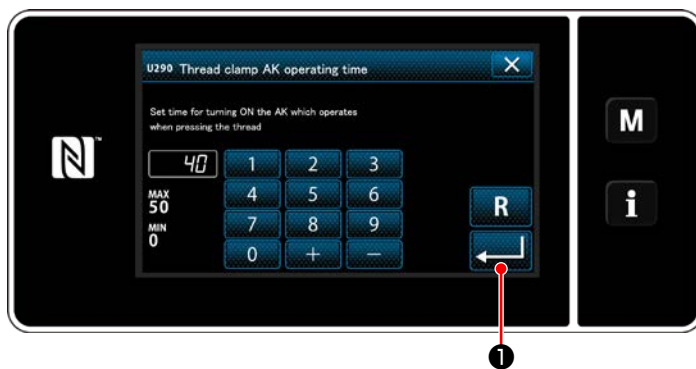 U290 Thread clamp AK operating time
Set time for turning ON the AK which operates
when pressing the thread
40
1 2 3
MAX
50
4 5 6
R
MIN
0
7 8 9
0 + −
N
M
i
1